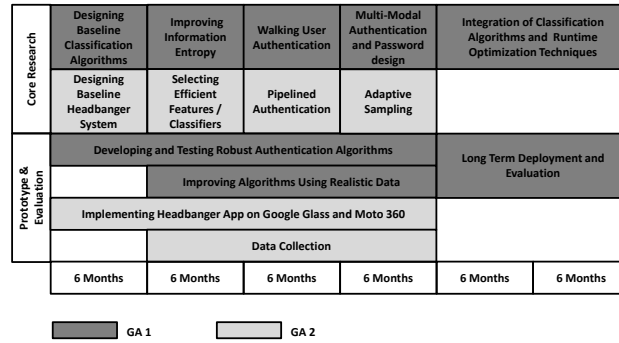 Core Research
Designing
Baseline
Classification
Algorithms
Improving
Information
Entropy
Walking User
Authentication
Multi-Modal
Authentication
and Password
design
Integration of Classification
Algorithms and Runtime
Optimization Techniques
Designing
Baseline
Headbanger
System
Selecting
Efficient
Features /
Classifiers
Pipelined
Authentication
Adaptive
Sampling
Prototype &
Evaluation
Developing and Testing Robust Authentication Algorithms
Long Term Deployment and
Evaluation
Improving Algorithms Using Realistic Data
Implementing Headbanger App on Google Glass and Moto 360
Data Collection
6 Months
6 Months
6 Months
6 Months
6 Months
6 Months
GA 1
GA 2